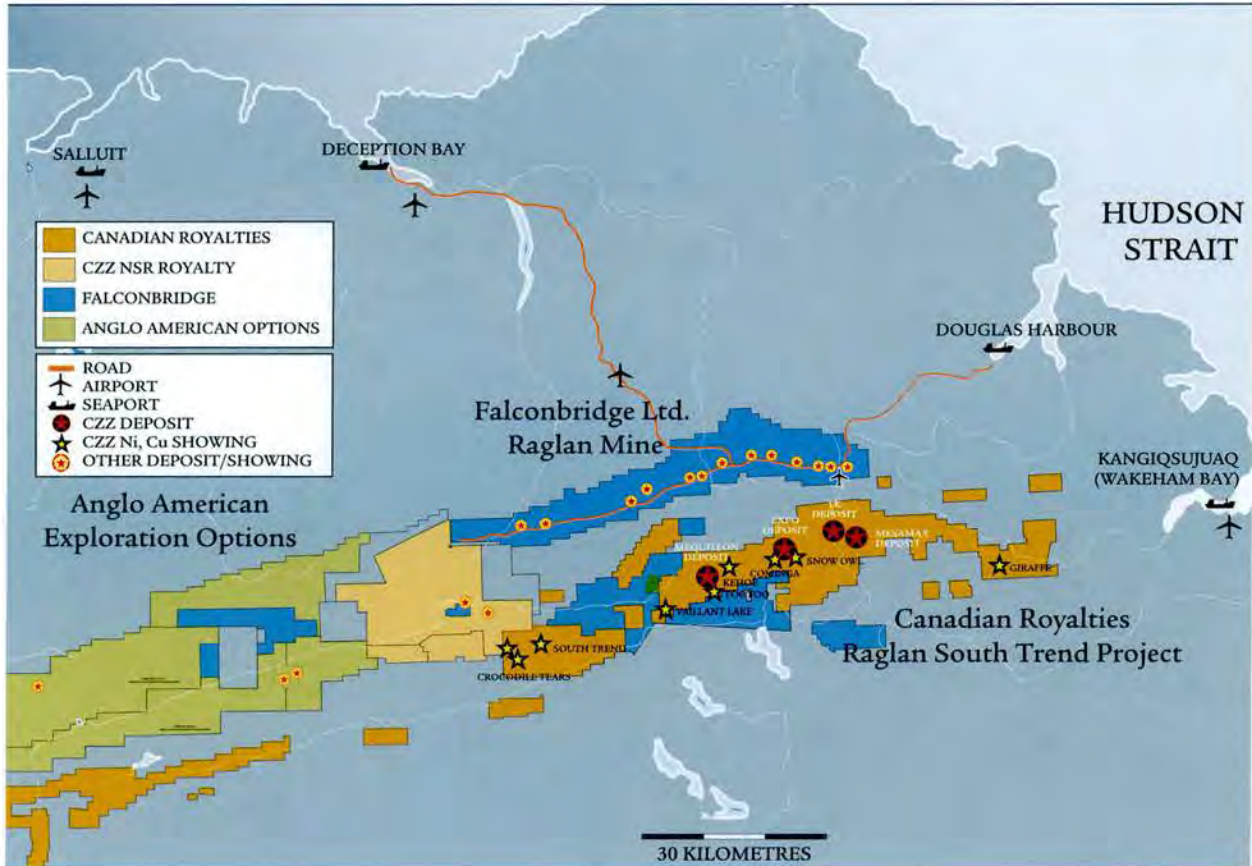 SALLUIT
DECEPTION BAY
HUDSON
STRAIT
CANADIAN ROYALTIES
CZZ NSR ROYALTY
FALCONBRIDGE
ANGLO AMERICAN OPTIONS
ROAD
AIRPORT
SEAPORT
CZZ DEPOSIT
CZZ Ni, Cu SHOWING
OTHER DEPOSIT/SHOWING
DOUGLAS HARBOUR
Falconbridge Ltd.
Raglan Mine
KANGIQSUJUAQ
(WAKEHAM BAY)
Anglo American
Exploration Options
DEPOSIT
EXPO
DEPOSIT
MESAMAX
DEPOSIT
MEQUILLON
DEPOSIT
SNOW OWL
GIRAFFE
KEHOE
TOOTOO
VAILLANT LAKE
Canadian Royalties
Raglan South Trend Project
SOUTH TREND
CROCODILE TEARS
30 KILOMETRES